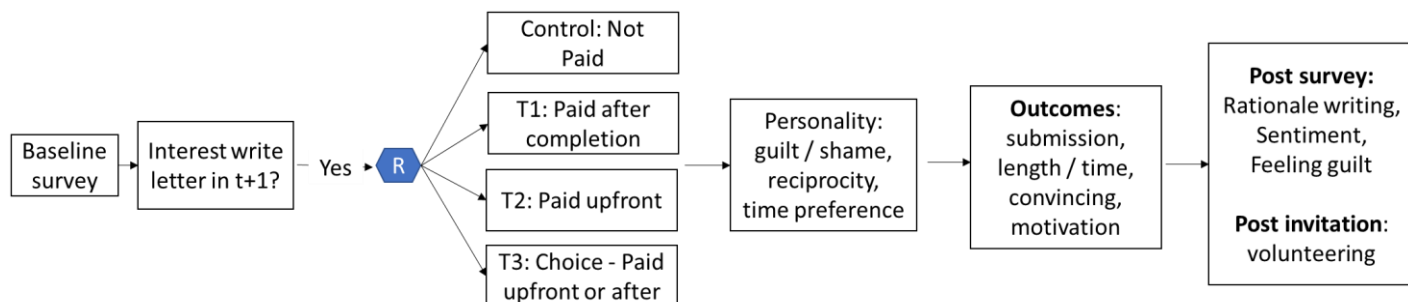 Baseline
survey
Interest write
letter in t+1?
Yes
R
Control: Not
Paid
T1: Paid after
completion
T2: Paid upfront
T3: Choice - Paid
upfront or after
Personality:
guilt / shame,
reciprocity,
time preference
Outcomes:
submission,
length / time,
convincing,
motivation
Post survey:
Rationale writing,
Sentiment,
Feeling guilt
Post invitation:
volunteering